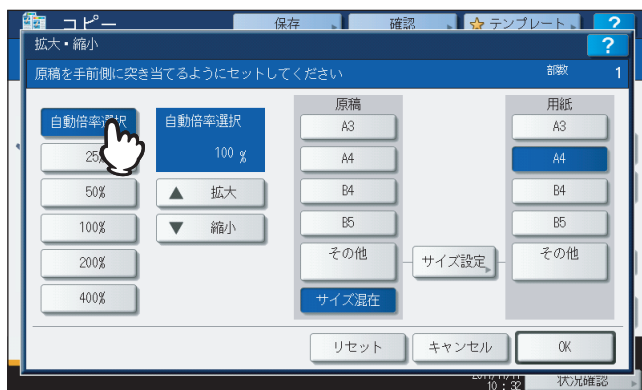 コピー 保存 確認 テンプレート ?
拡大・縮小 ?
原稿を手前側に突き当てるようにセットしてください 部数 1
原稿 用紙
自動倍率選択 自動倍率選択 A3 A3
25% 100 % A4 A4
50% ▲ 拡大 B4 B4
100% ▼ 縮小 B5 B5
200% その他 サイズ設定 その他
400% サイズ混在
リセット キャンセル OK
10:32 状況確認